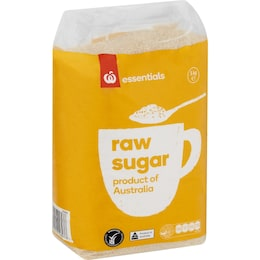 essentials
raw
sugar
product of
Australia